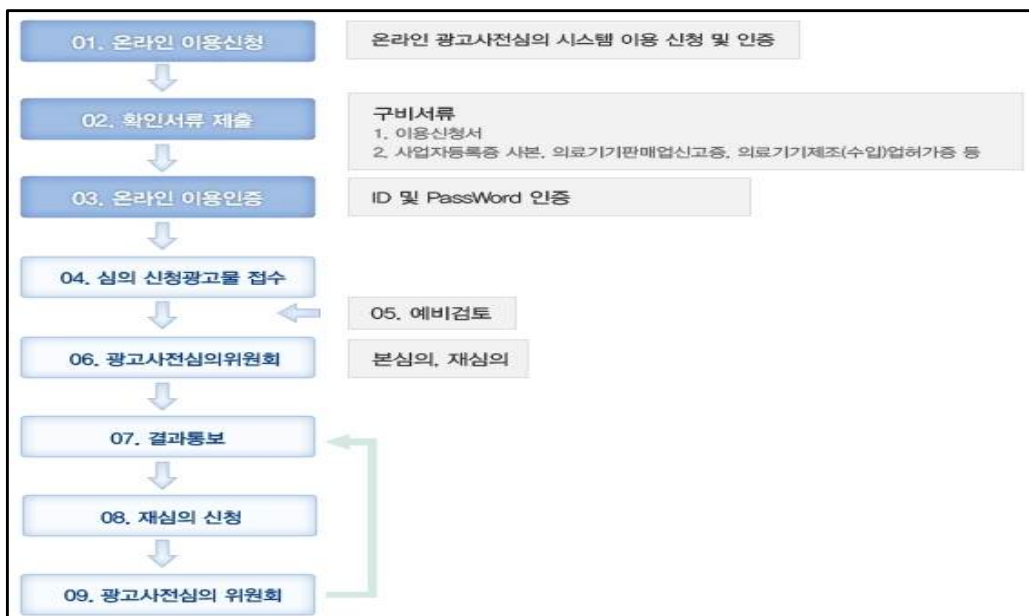 01. 온라인 이용신청
온라인 광고사전심의 시스템 이용 신청 및 인증
02. 확인서류 제출
구비서류
1. 이용신청서
2. 사업자등록증 사본, 의료기기판매업신고증, 의료기기제조(수입)업허가증 등
03. 온라인 이용인증
ID 및 PassWord 인증
04. 심의 신청광고물 접수
05. 예비검토
06. 광고사전심의위원회
본심의, 재심의
07. 결과통보
08. 재심의 신청
09. 광고사전심의 위원회